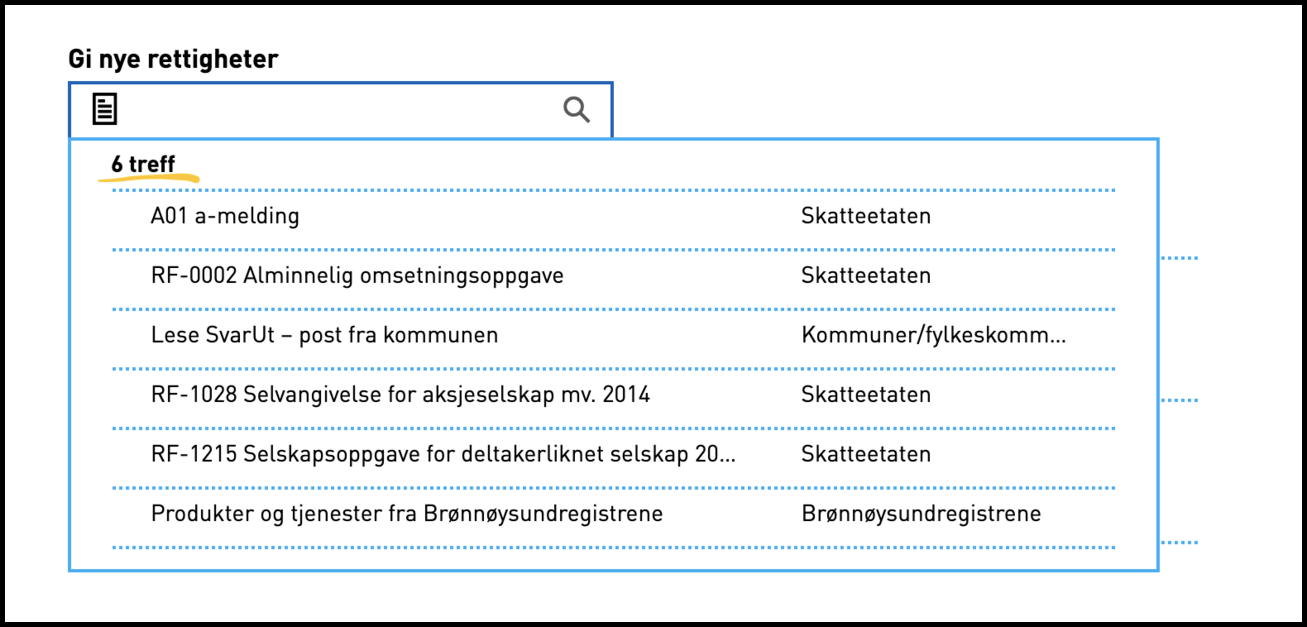 Gi nye rettigheter
6 treff
A01 a-melding Skatteetaten
RF-0002 Alminnelig omsetningsoppgave Skatteetaten
Lese SvarUt – post fra kommunen Kommuner/fylkeskomm...
RF-1028 Selvangivelse for aksjeselskap mv. 2014 Skatteetaten
RF-1215 Selskapsoppgave for deltakerliknet selskap 20... Skatteetaten
Produkter og tjenester fra Brønnøysundregistrene Brønnøysundregistrene